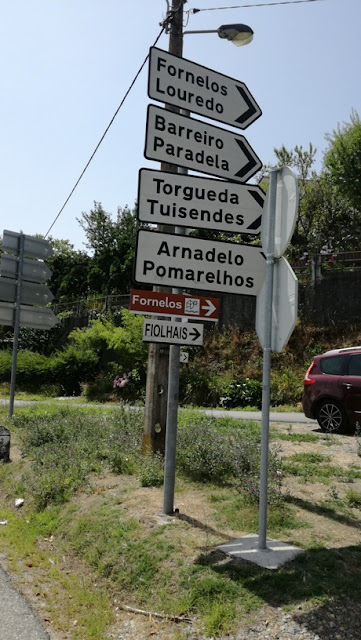 Fornelos
Louredo
Barreiro
Paradela
Torgueda
Tuisendes
Arnadelo
Pomarelhos
Fornelos
FIOLHAIS